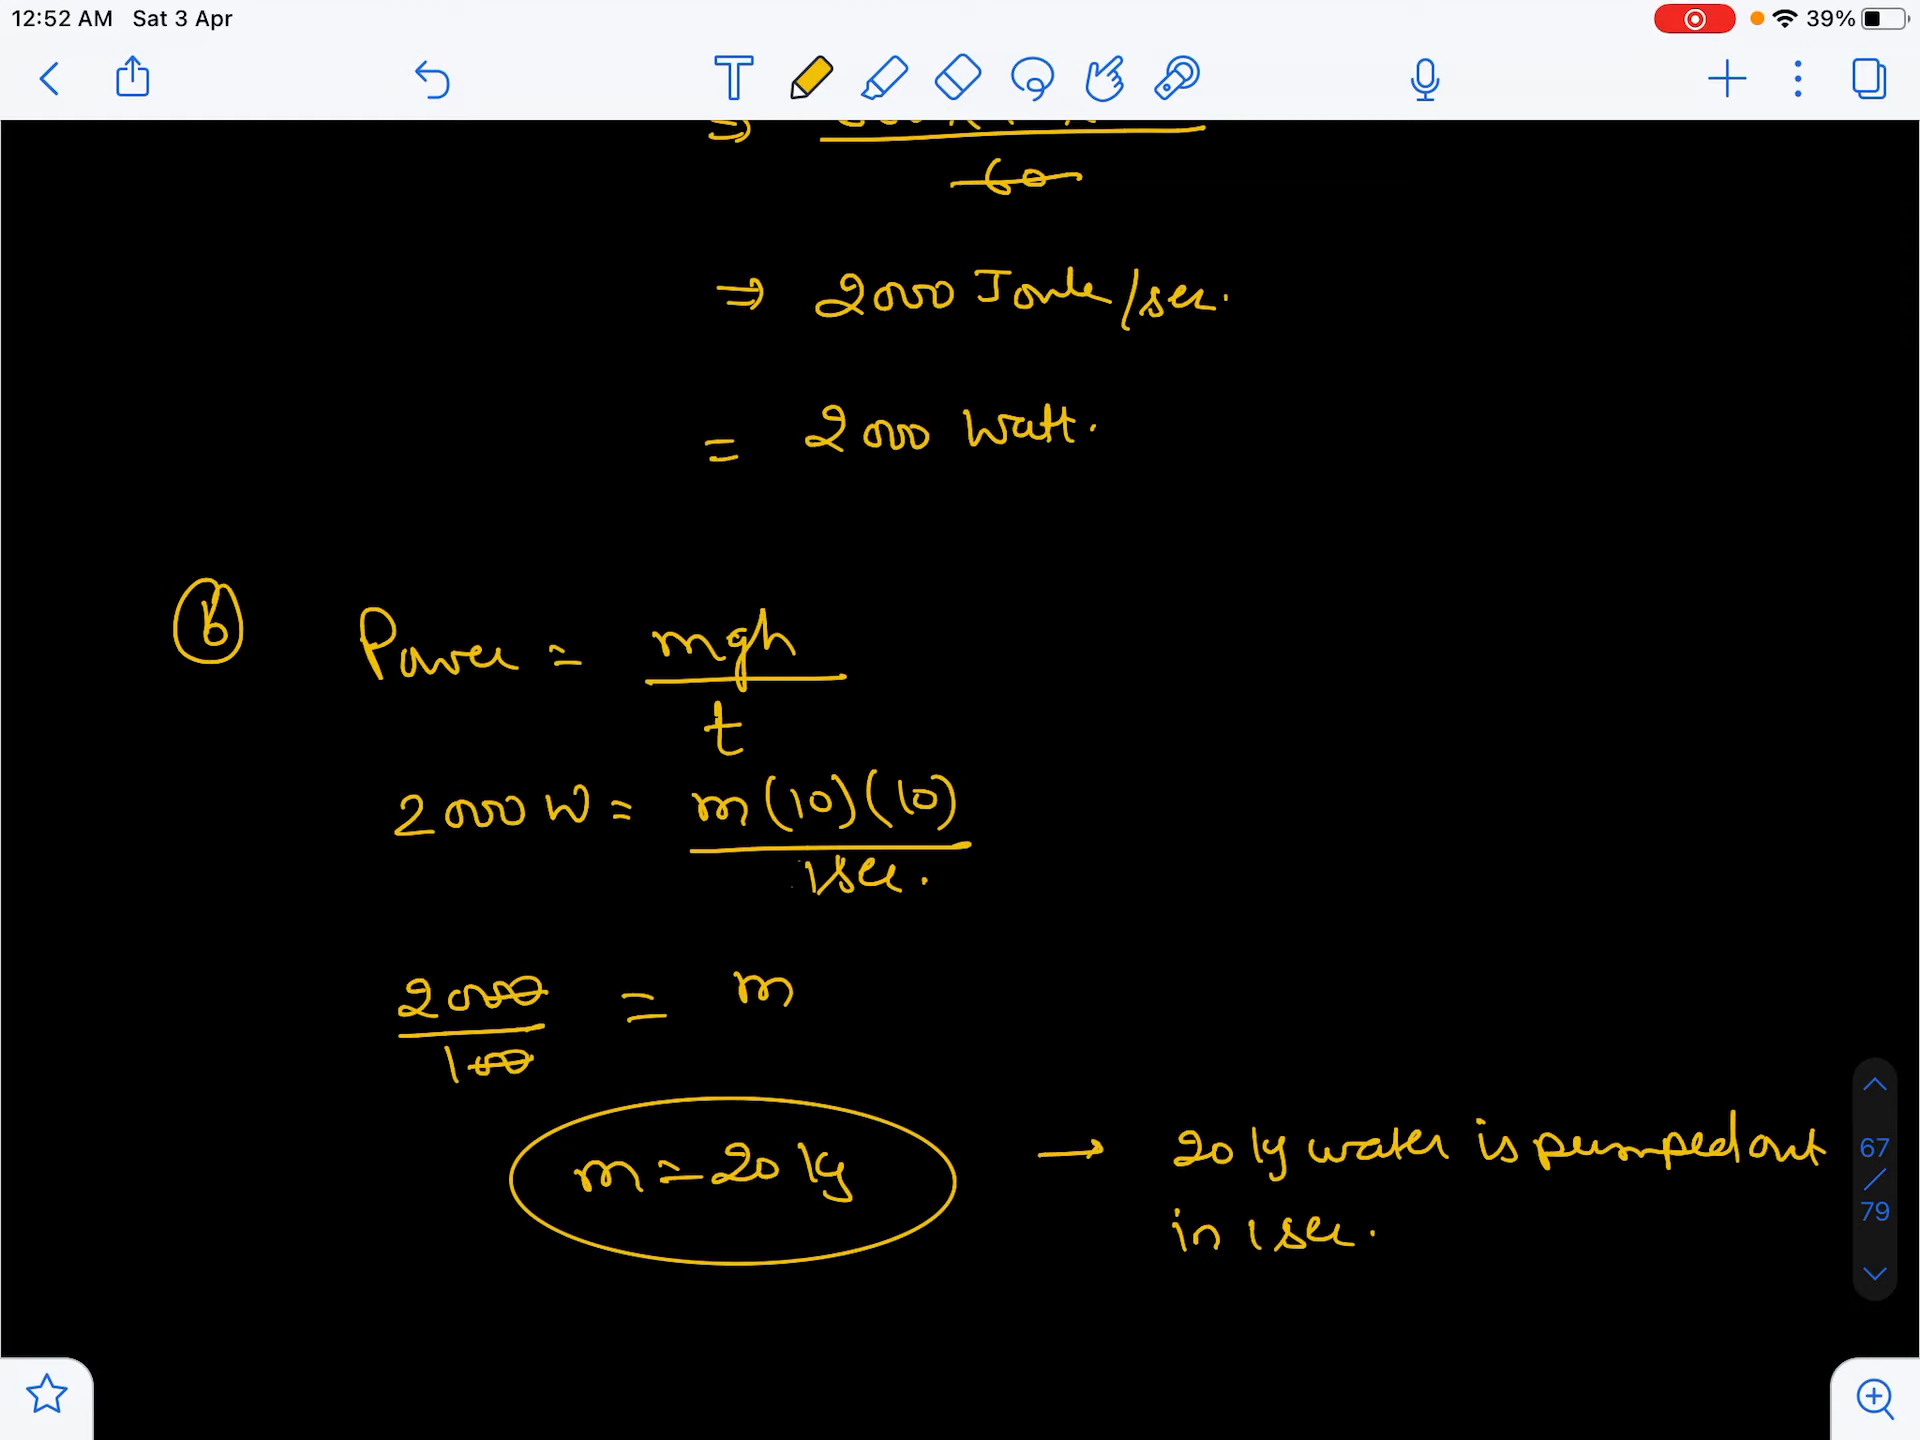 12:52 AM Sat 3 Apr
39%
60
⇒ 2000 Joule/sec.
= 2000 Watt.
b Power = mgh
t
2000 W = m(10)(10)
1sec.
2000 = m
100
m = 20 kg → 20 kg water is pumped out
in 1 sec.
67
/
79